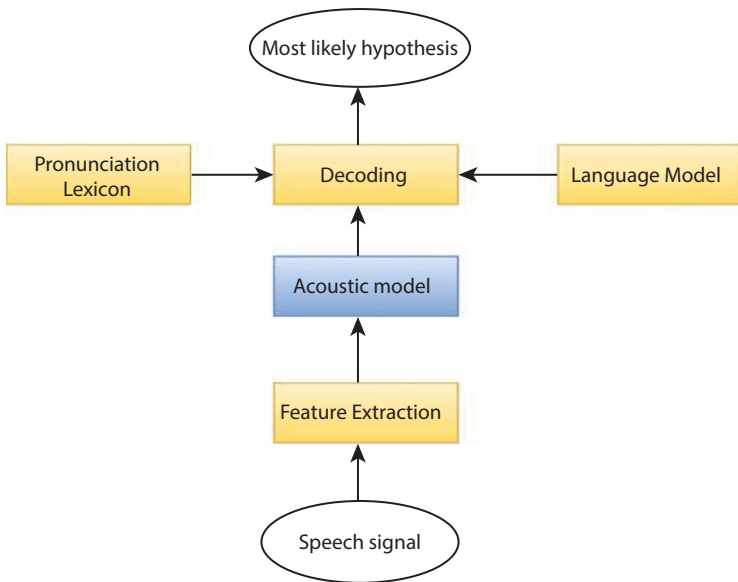 Most likely hypothesis
Pronunciation
Lexicon
Decoding
Language Model
Acoustic model
Feature Extraction
Speech signal